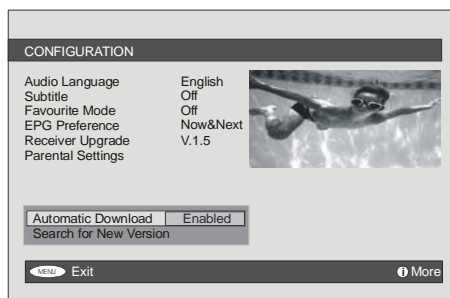 CONFIGURATION
Audio Language English
Subtitle Off
Favourite Mode Off
EPG Preference Now&Next
Receiver Upgrade V.1.5
Parental Settings
Automatic Download Enabled
Search for New Version
MENU Exit i More